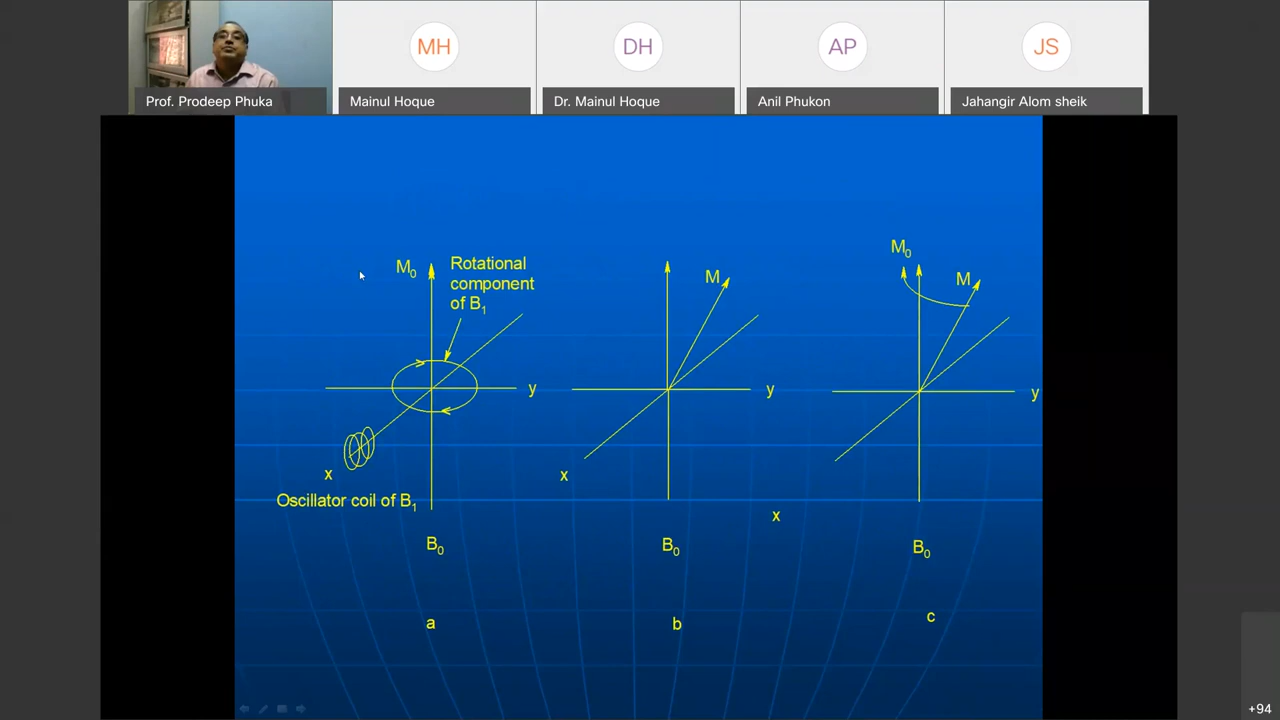 MH
DH
AP
JS
Prof. Prodeep Phuka
Mainul Hoque
Dr. Mainul Hoque
Anil Phukon
Jahangir Alom sheik
M0
Rotational
component
of B1
y
x
Oscillator coil of B1
B0
a
M
y
x
B0
b
M0
M
y
x
B0
c
+94